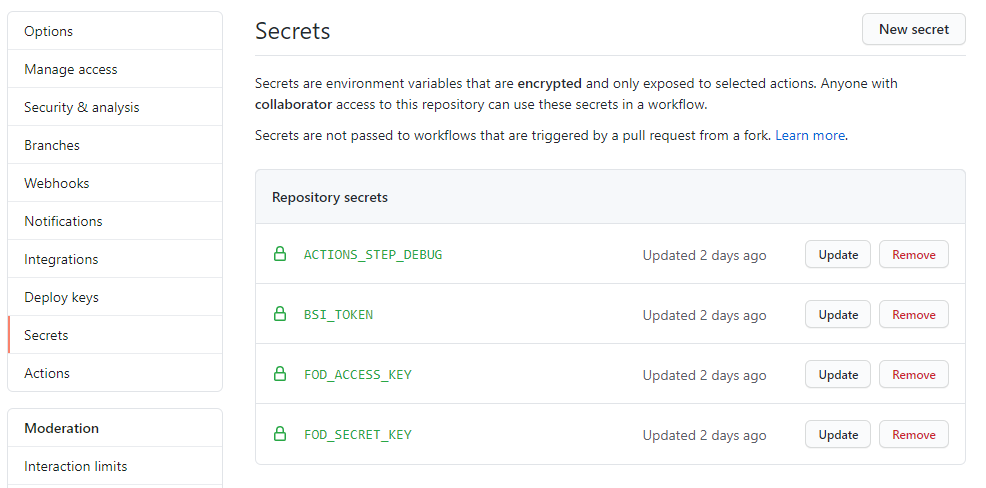 Options
Manage access
Security & analysis
Branches
Webhooks
Notifications
Integrations
Deploy keys
Secrets
Actions
Moderation
Interaction limits
Secrets
New secret
Secrets are environment variables that are encrypted and only exposed to selected actions. Anyone with
collaborator access to this repository can use these secrets in a workflow.
Secrets are not passed to workflows that are triggered by a pull request from a fork. Learn more.
Repository secrets
ACTIONS_STEP_DEBUG Updated 2 days ago Update Remove
BSI_TOKEN Updated 2 days ago Update Remove
FOD_ACCESS_KEY Updated 2 days ago Update Remove
FOD_SECRET_KEY Updated 2 days ago Update Remove